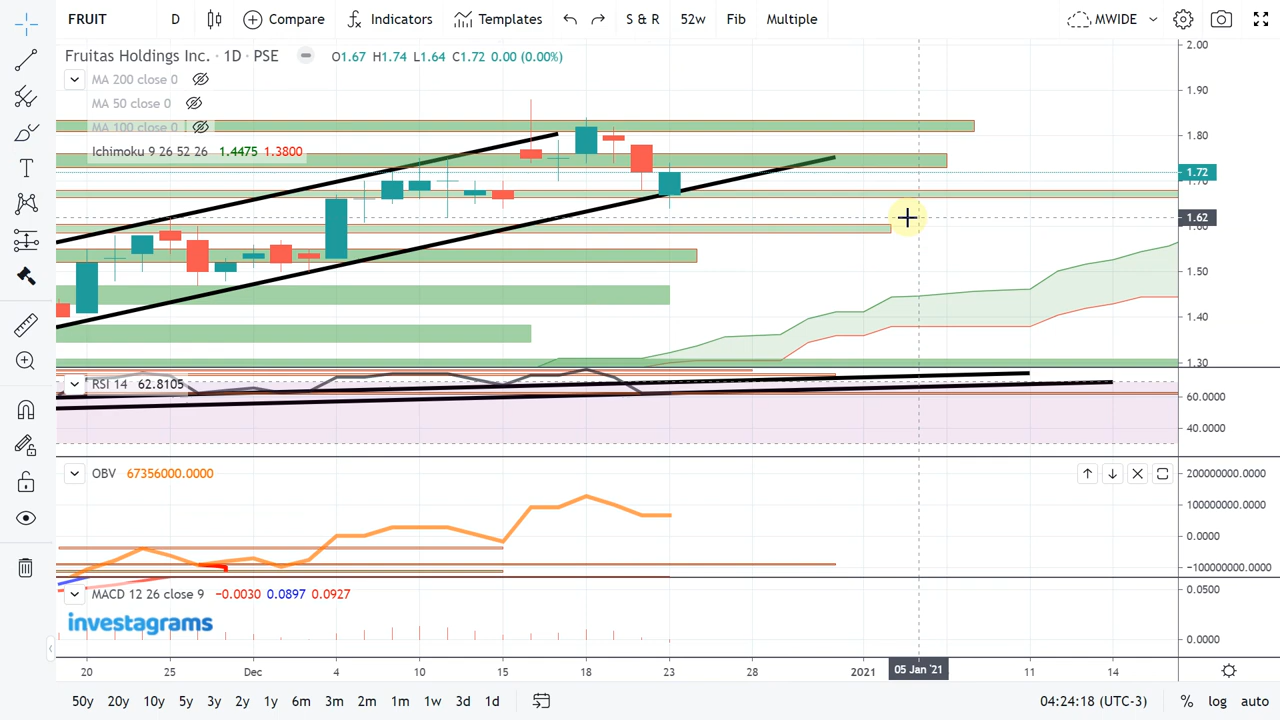 FRUIT D Compare Indicators Templates S & R 52w Fib Multiple MWIDE
Fruitas Holdings Inc. · 1D · PSE O1.67 H1.74 L1.64 C1.72 0.00 (0.00%)
MA 200 close 0
MA 50 close 0
MA 100 close 0
Ichimoku 9 26 52 26 1.4475 1.3800
2.00
1.90
1.80
1.72
1.70
1.62
1.60
1.50
1.40
1.30
RSI 14 62.8105
60.0000
40.0000
OBV 67356000.0000
200000000.0000
100000000.0000
0.0000
−100000000.0000
MACD 12 26 close 9 −0.0030 0.0897 0.0927
0.0500
0.0000
investagrams
20 25 Dec 4 10 15 18 23 28 2021 05 Jan '21 11 14
50y 20y 10y 5y 3y 2y 1y 6m 3m 2m 1m 1w 3d 1d 04:24:18 (UTC-3) % log auto